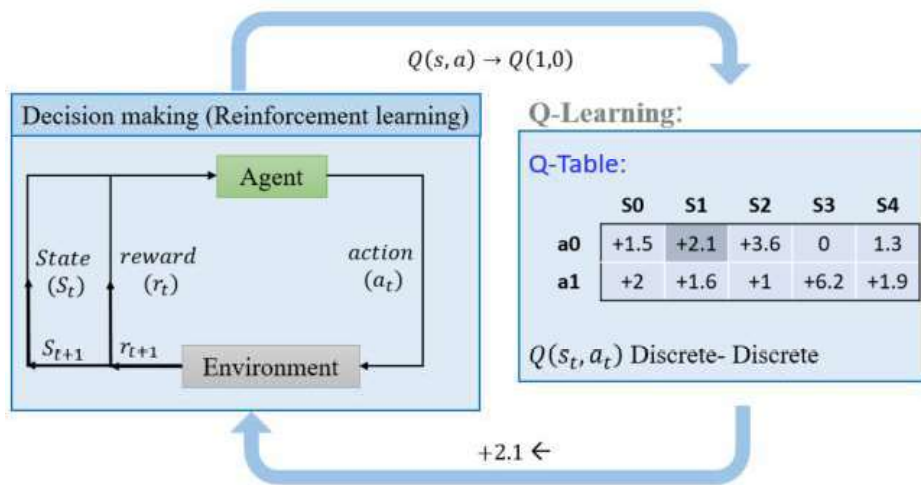 Q(s, a) → Q(1,0)
Decision making (Reinforcement learning)
Agent
State
(S_t)
reward
(r_t)
action
(a_t)
S_{t+1}
r_{t+1}
Environment
Q-Learning:
Q-Table:
S0 S1 S2 S3 S4
a0 +1.5 +2.1 +3.6 0 1.3
a1 +2 +1.6 +1 +6.2 +1.9
Q(s_t, a_t) Discrete- Discrete
+2.1 ←